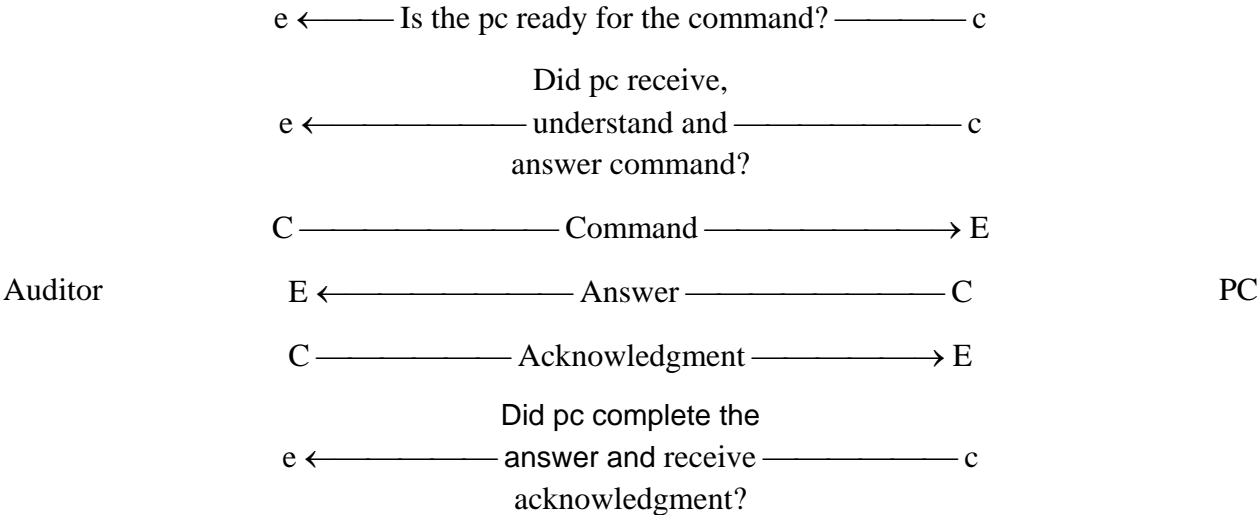 e ← Is the pc ready for the command? c
Did pc receive,
e ← understand and c
answer command?
C Command → E
Auditor E ← Answer C PC
C Acknowledgment → E
Did pc complete the
e ← answer and receive c
acknowledgment?